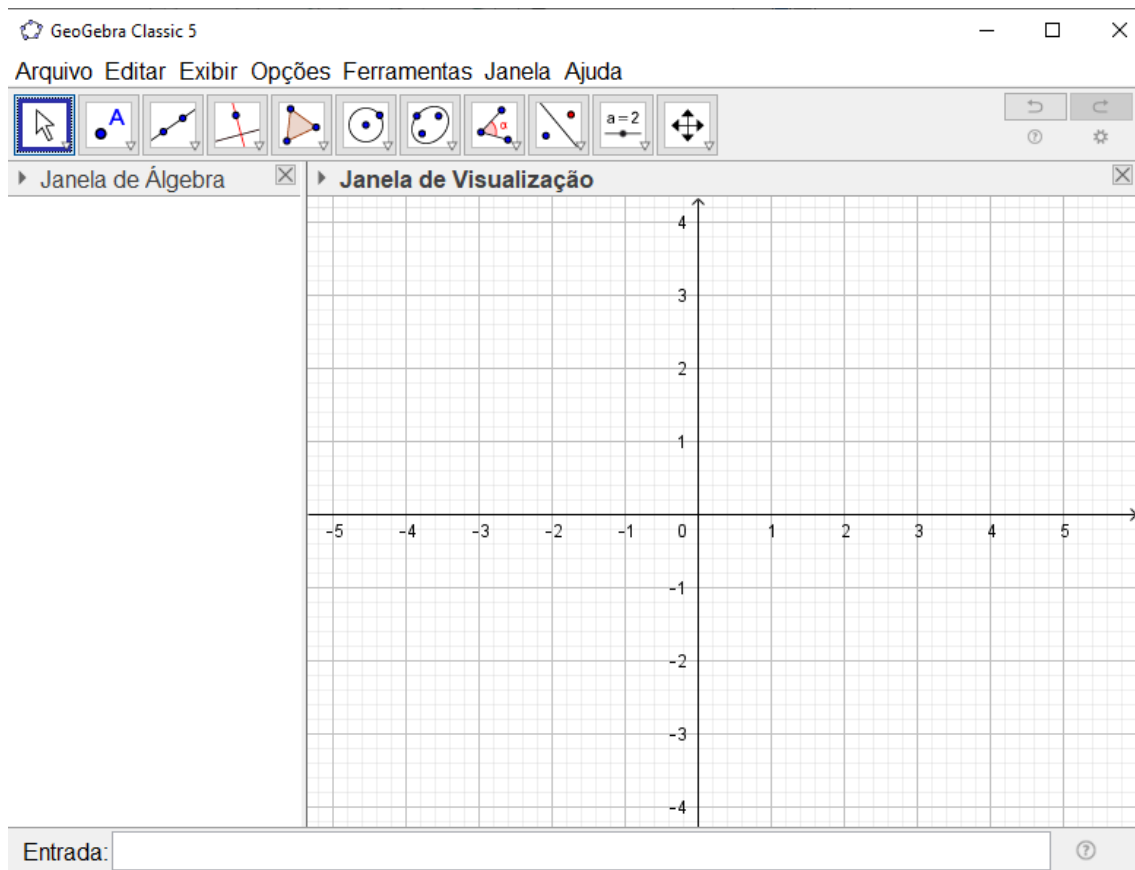 GeoGebra Classic 5
Arquivo Editar Exibir Opções Ferramentas Janela Ajuda
A
α
a=2
Janela de Álgebra
Janela de Visualização
4
3
2
1
-5 -4 -3 -2 -1 0 1 2 3 4 5
-1
-2
-3
-4
Entrada: